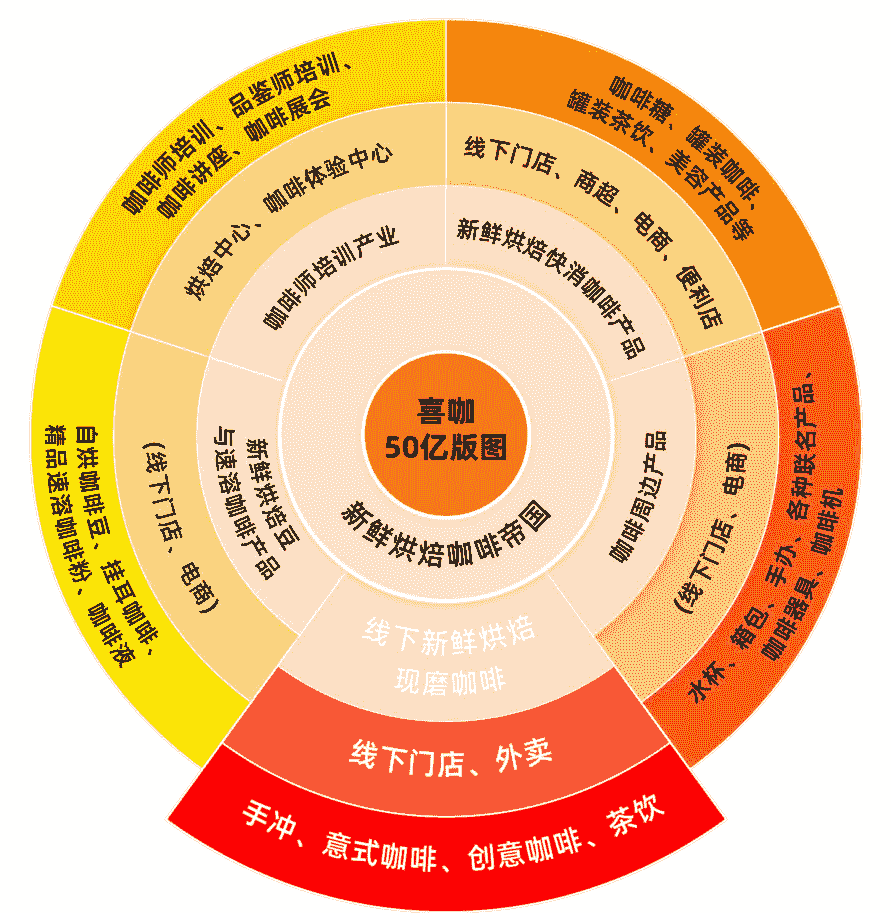 喜咖
50亿版图
新鲜烘焙咖啡帝国
新鲜烘焙快消咖啡产品
线下门店、商超、电商、便利店
咖啡糖、罐装咖啡、
罐装茶饮、美容产品等
咖啡周边产品
(线下门店、电商)
水杯、箱包、手办、各种联名产品、
咖啡器具、咖啡机
线下新鲜烘焙
现磨咖啡
线下门店、外卖
手冲、意式咖啡、创意咖啡、茶饮
新鲜烘焙豆
与速溶咖啡产品
(线下门店、电商)
自烘咖啡豆、挂耳咖啡、
精品速溶咖啡粉、咖啡液
咖啡师培训产业
烘焙中心、咖啡体验中心
咖啡师培训、品鉴师培训、
咖啡讲座、咖啡展会